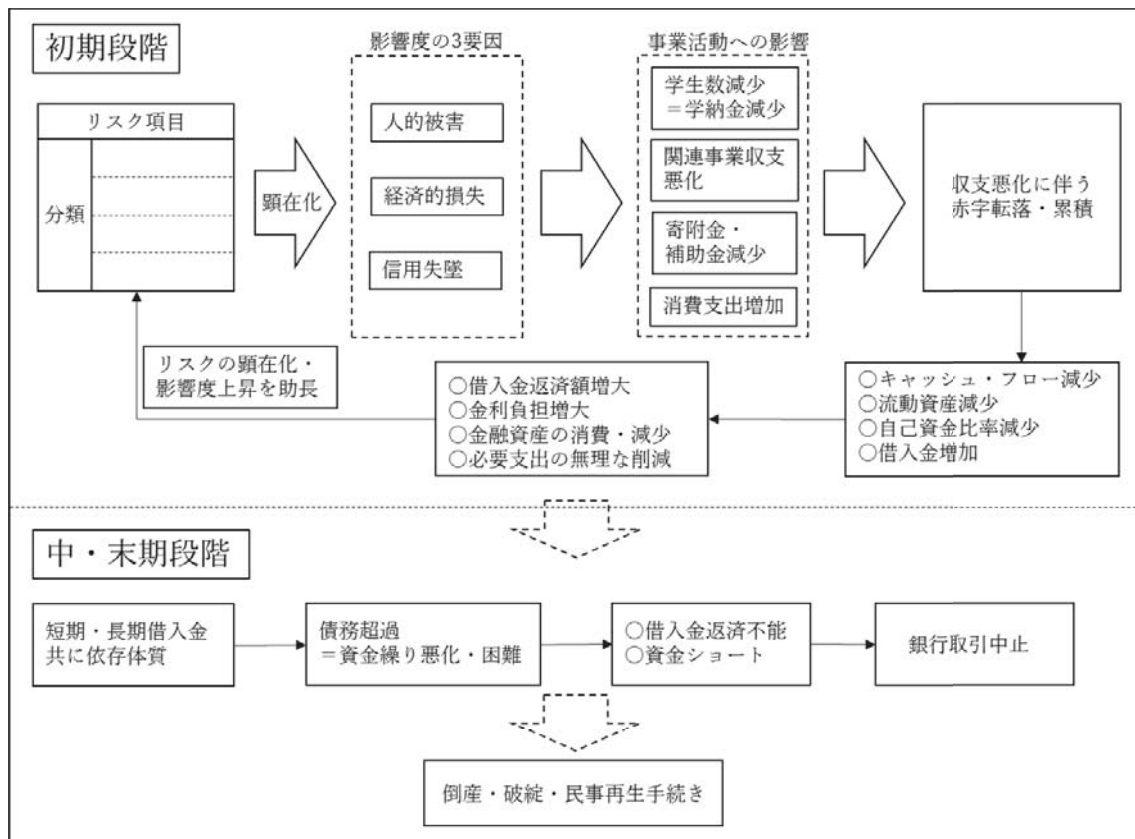 初期段階
影響度の3要因
事業活動への影響
リスク項目
分類
顕在化
人的被害
経済的損失
信用失墜
学生数減少
＝学納金減少
関連事業収支
悪化
寄附金・
補助金減少
消費支出増加
収支悪化に伴う
赤字転落・累積
○キャッシュ・フロー減少
○流動資産減少
○自己資金比率減少
○借入金増加
○借入金返済額増大
○金利負担増大
○金融資産の消費・減少
○必要支出の無理な削減
リスクの顕在化・
影響度上昇を助長
中・末期段階
短期・長期借入金
共に依存体質
債務超過
＝資金繰り悪化・困難
○借入金返済不能
○資金ショート
銀行取引中止
倒産・破綻・民事再生手続き